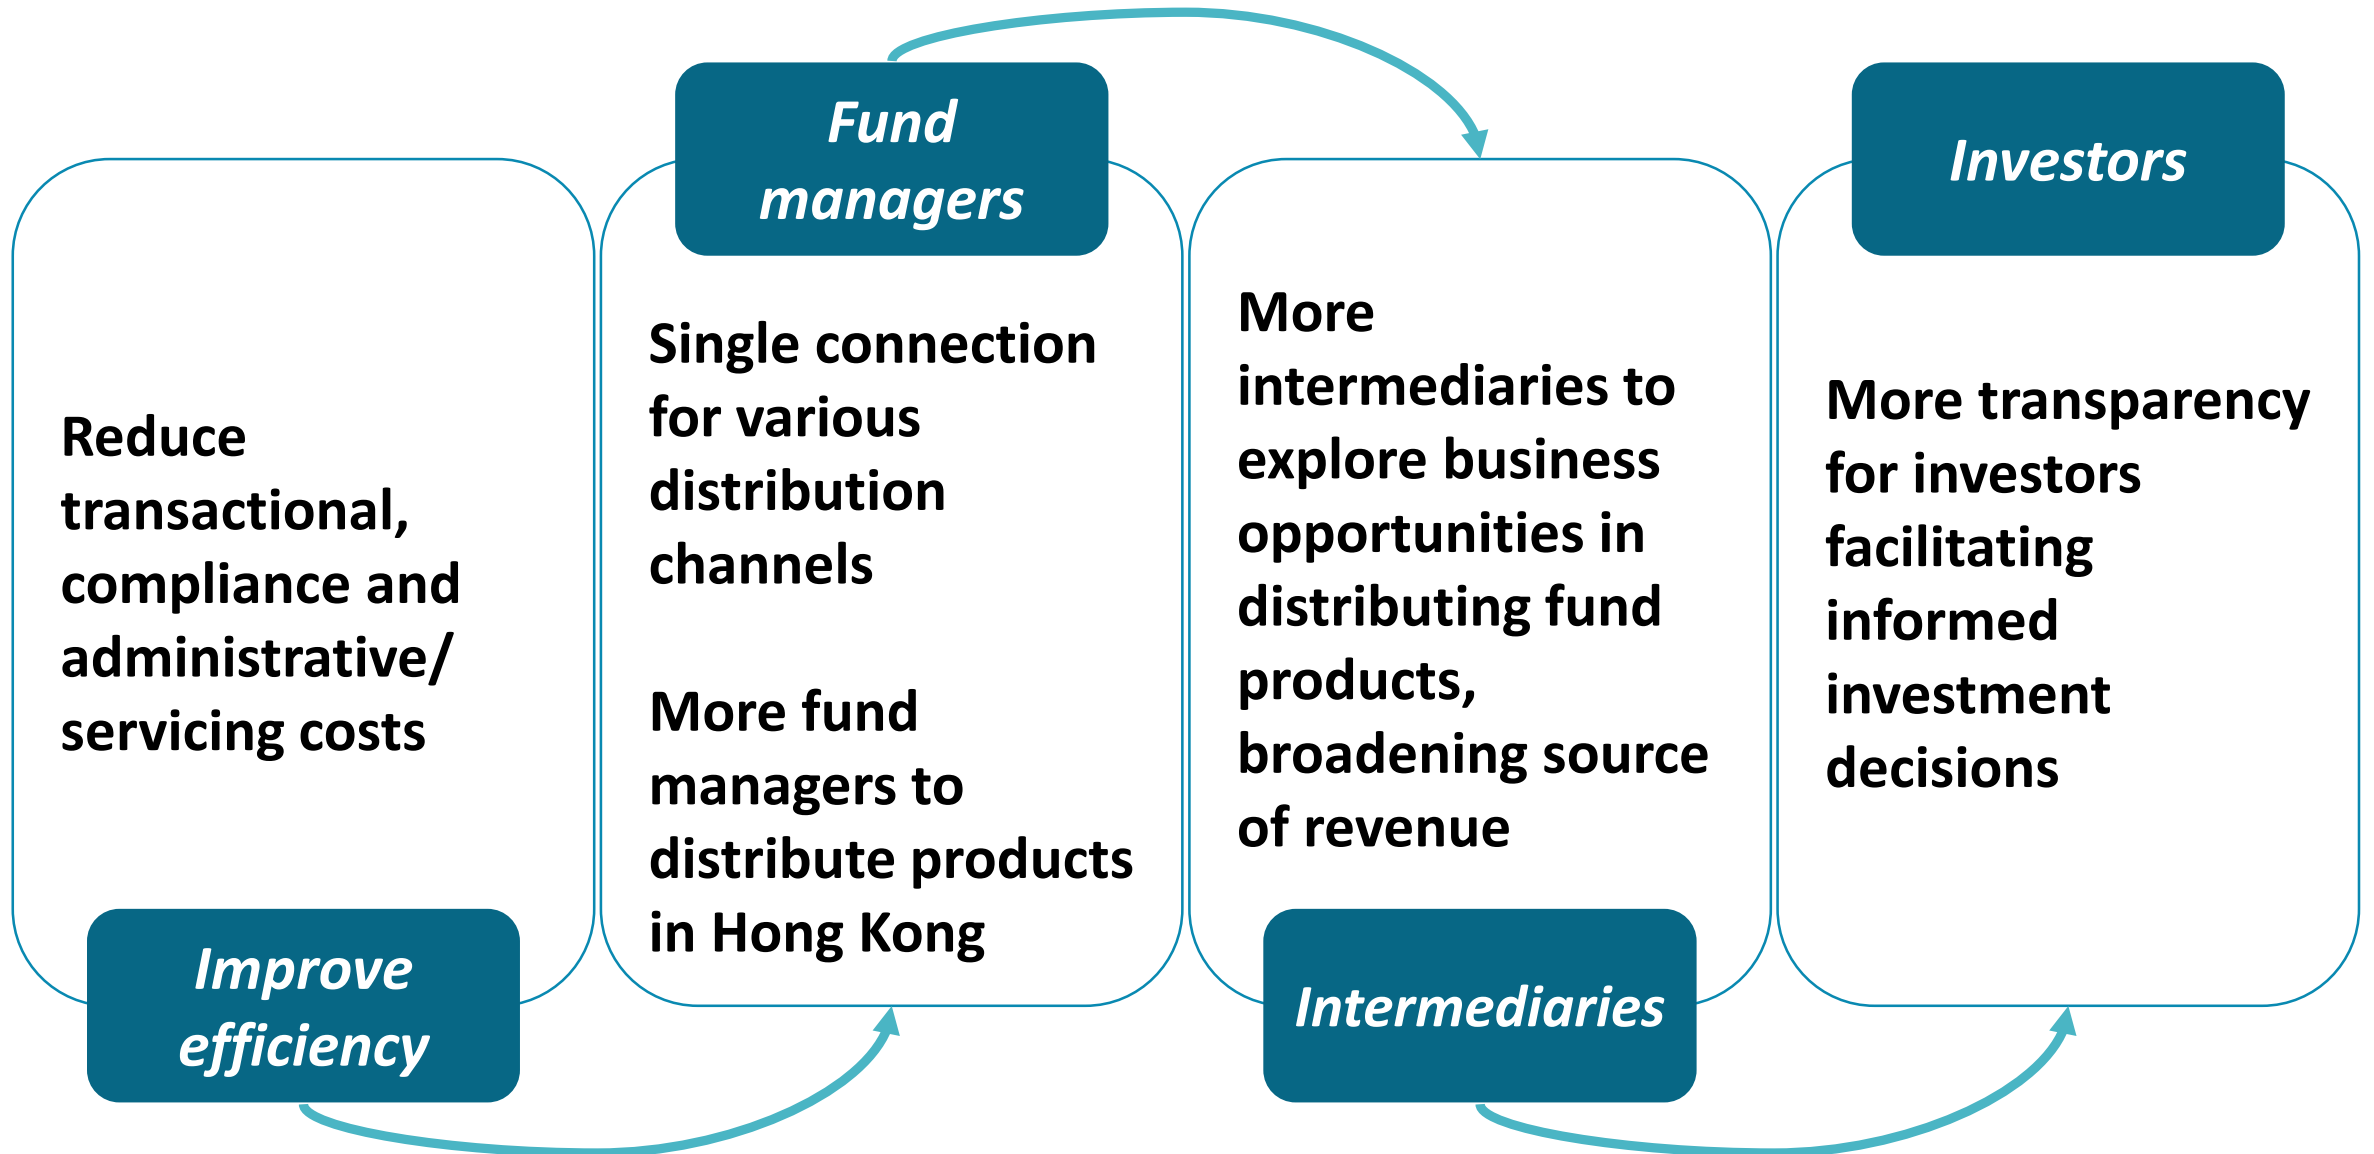 Reduce
transactional,
compliance and
administrative/
servicing costs
Improve
efficiency
Fund
managers
Single connection
for various
distribution
channels
More fund
managers to
distribute products
in Hong Kong
More
intermediaries to
explore business
opportunities in
distributing fund
products,
broadening source
of revenue
Intermediaries
Investors
More transparency
for investors
facilitating
informed
investment
decisions